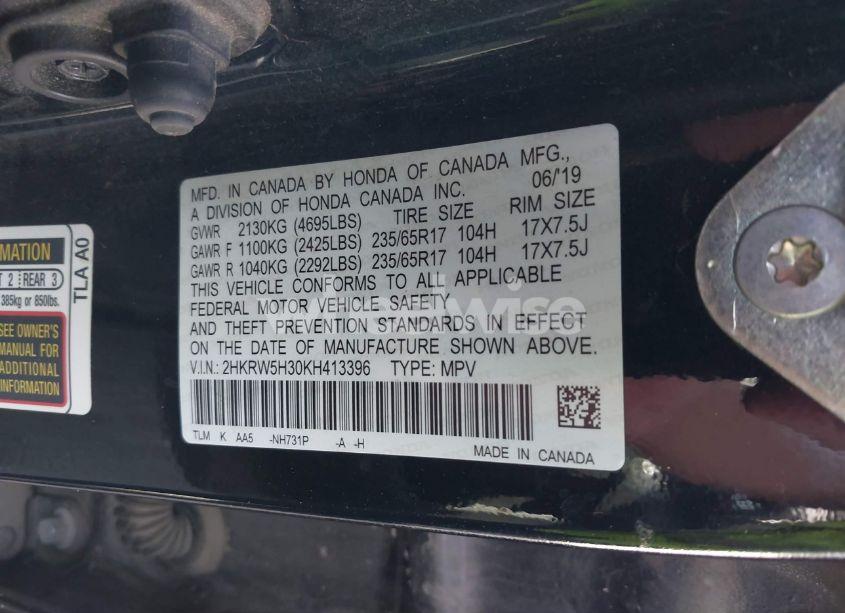 MFD. IN CANADA BY HONDA OF CANADA MFG.,
A DIVISION OF HONDA CANADA INC. 06/'19
GVWR 2130KG (4695LBS) TIRE SIZE RIM SIZE
GAWR F 1100KG (2425LBS) 235/65R17 104H 17X7.5J
GAWR R 1040KG (2292LBS) 235/65R17 104H 17X7.5J
THIS VEHICLE CONFORMS TO ALL APPLICABLE
FEDERAL MOTOR VEHICLE SAFETY
AND THEFT PREVENTION STANDARDS IN EFFECT
ON THE DATE OF MANUFACTURE SHOWN ABOVE.
V.I.N.: 2HKRW5H30KH413396 TYPE: MPV
TLM K AA5 -NH731P -A -H
MADE IN CANADA
MATION
T 2 REAR 3
385kg or 850lbs.
SEE OWNER'S
MANUAL FOR
ADDITIONAL
INFORMATION
TLA A0